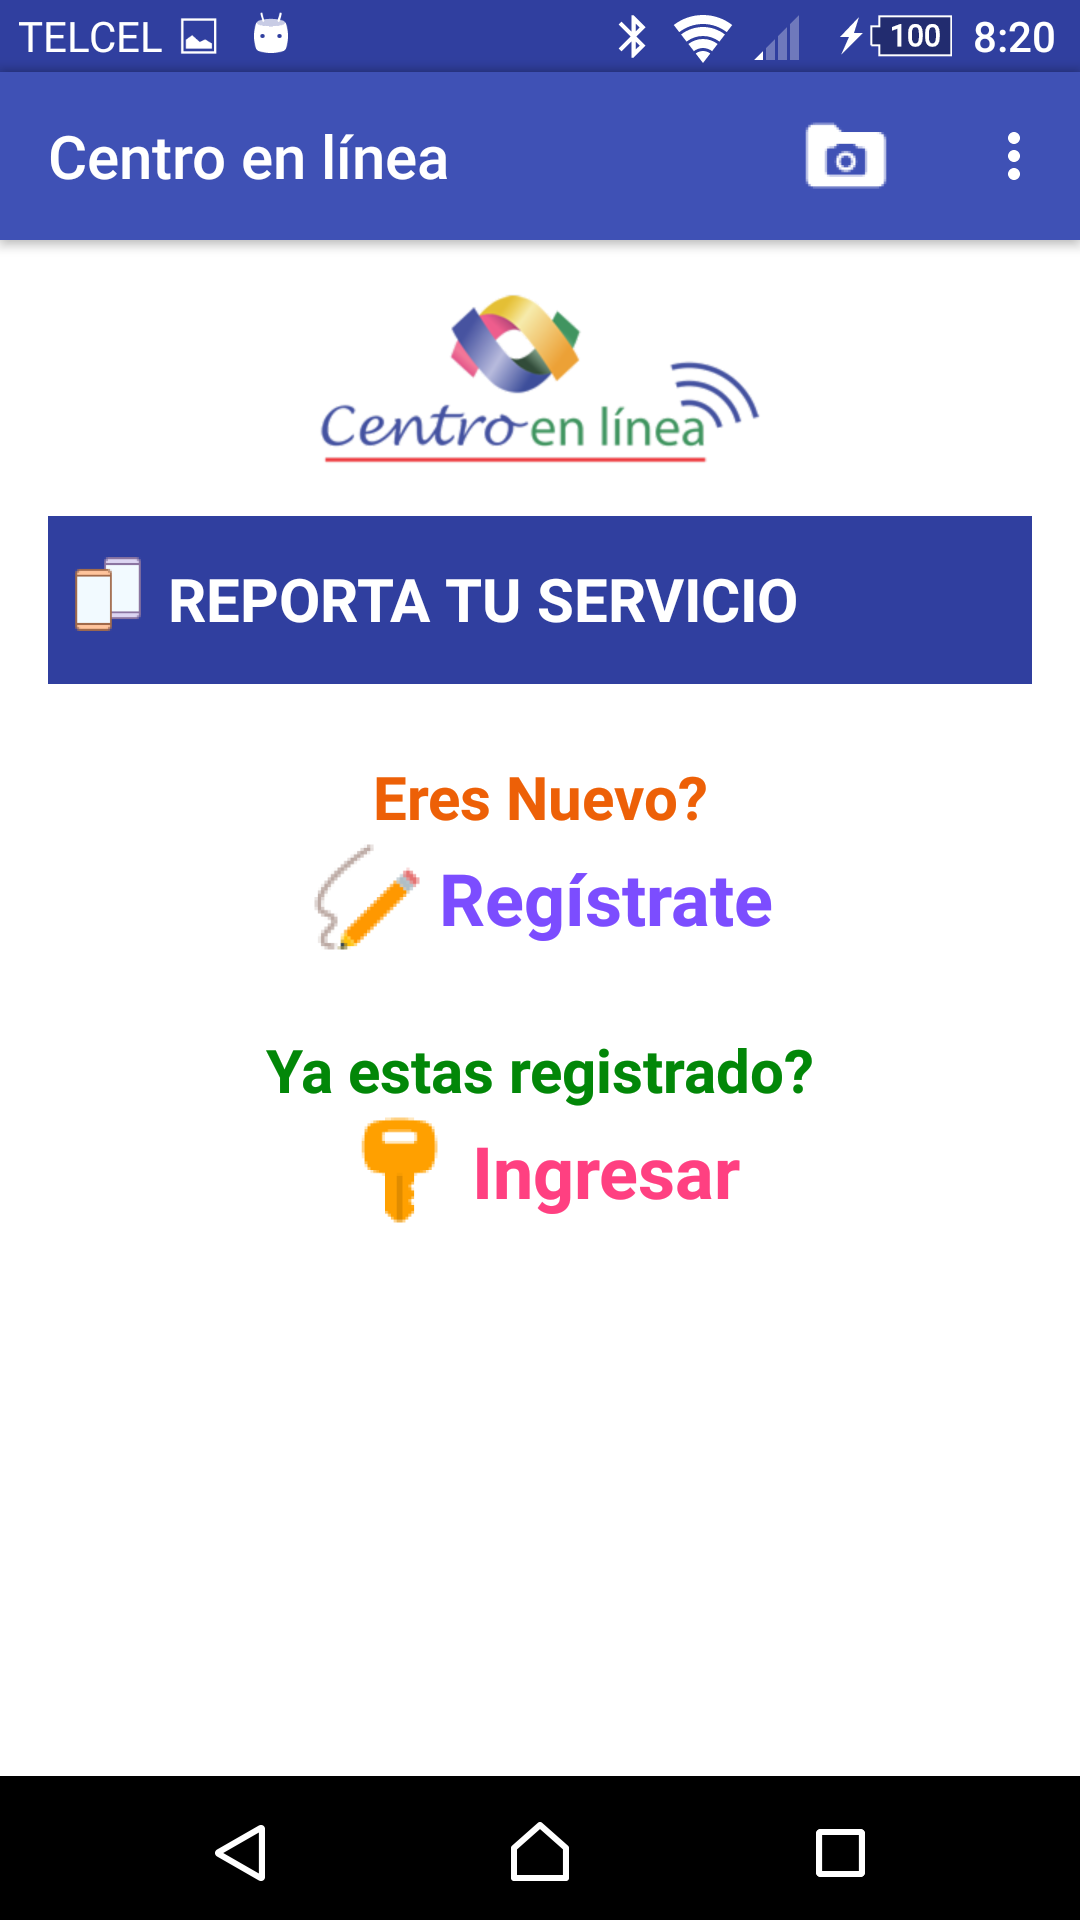 TELCEL 100 8:20
Centro en línea
Centro en línea
REPORTA TU SERVICIO
Eres Nuevo?
Regístrate
Ya estas registrado?
Ingresar